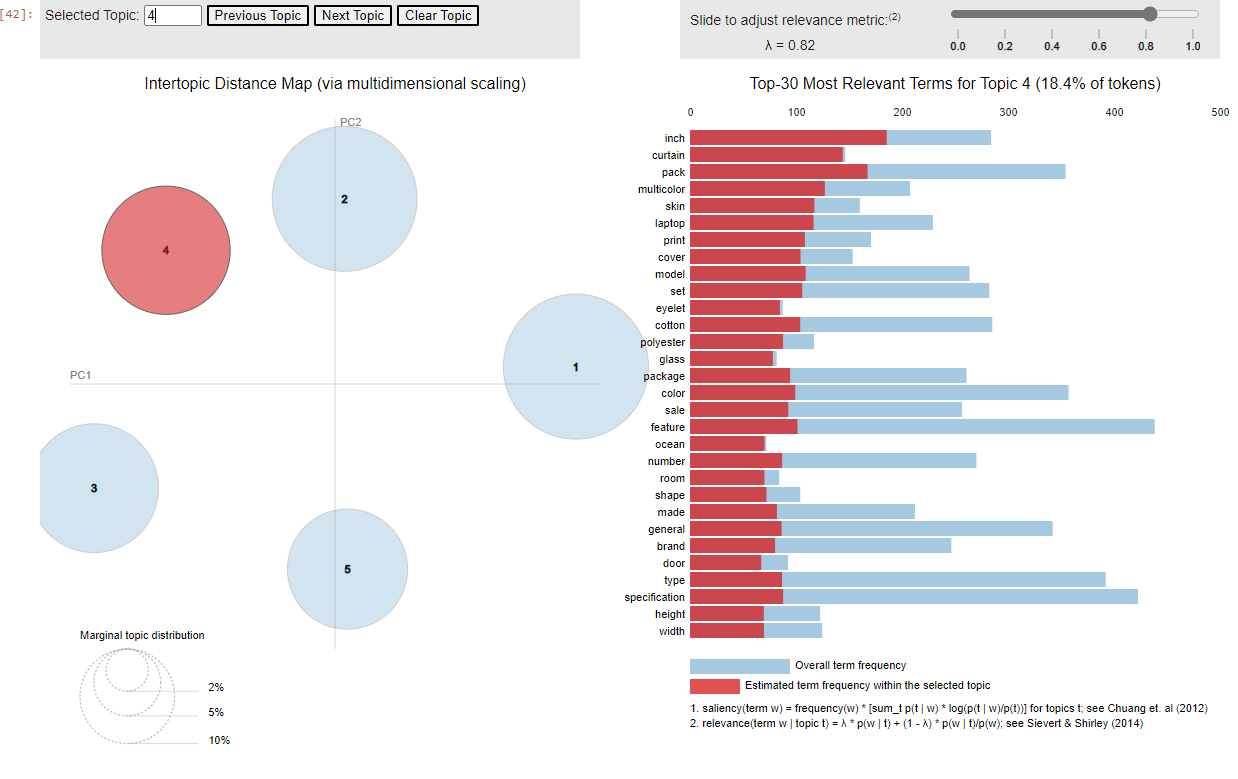 [42]:
Selected Topic: 4 Previous Topic Next Topic Clear Topic
Slide to adjust relevance metric:(2)
λ = 0.82
0.0 0.2 0.4 0.6 0.8 1.0
Intertopic Distance Map (via multidimensional scaling)
PC2
2
4
1
PC1
3
5
Marginal topic distribution
2%
5%
10%
Top-30 Most Relevant Terms for Topic 4 (18.4% of tokens)
0 100 200 300 400 500
inch
curtain
pack
multicolor
skin
laptop
print
cover
model
set
eyelet
cotton
polyester
glass
package
color
sale
feature
ocean
number
room
shape
made
general
brand
door
type
specification
height
width
Overall term frequency
Estimated term frequency within the selected topic
1. saliency(term w) = frequency(w) * [sum_t p(t | w) * log(p(t | w)/p(t))] for topics t; see Chuang et. al (2012)
2. relevance(term w | topic t) = λ * p(w | t) + (1 - λ) * p(w | t)/p(w); see Sievert & Shirley (2014)